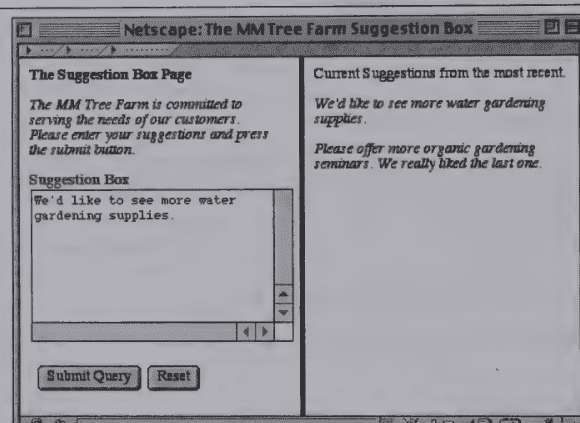 Netscape: The MM Tree Farm Suggestion Box
The Suggestion Box Page
The MM Tree Farm is committed to
serving the needs of our customers.
Please enter your suggestions and press
the submit button.
Suggestion Box
We'd like to see more water
gardening supplies.
Submit Query
Reset
Current Suggestions from the most recent.
We'd like to see more water gardening
supplies.
Please offer more organic gardening
seminars. We really liked the last one.